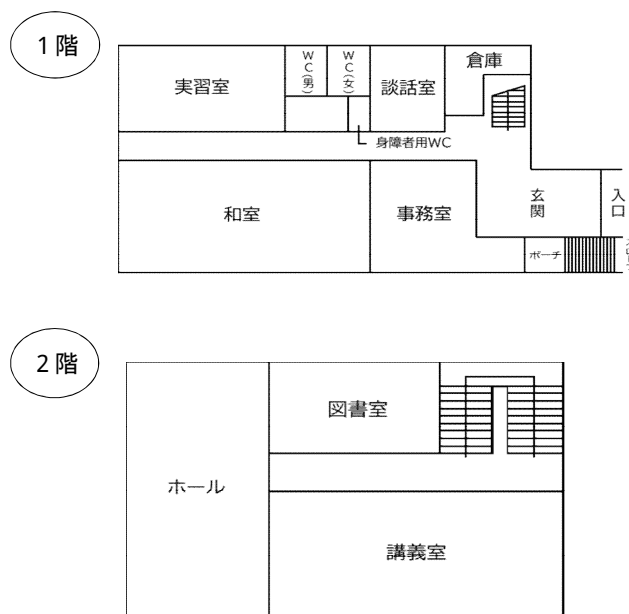 1階
実習室
WC(男)
WC(女)
談話室
倉庫
身障者用WC
和室
事務室
玄関
入口
ポーチ
2階
図書室
ホール
講義室